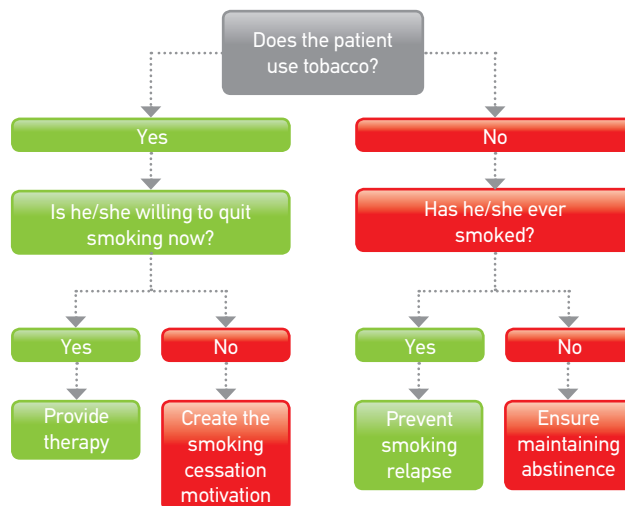 Does the patient
use tobacco?
Yes
No
Is he/she willing to quit
smoking now?
Has he/she ever
smoked?
Yes
No
Yes
No
Provide
therapy
Create the
smoking
cessation
motivation
Prevent
smoking
relapse
Ensure
maintaining
abstinence